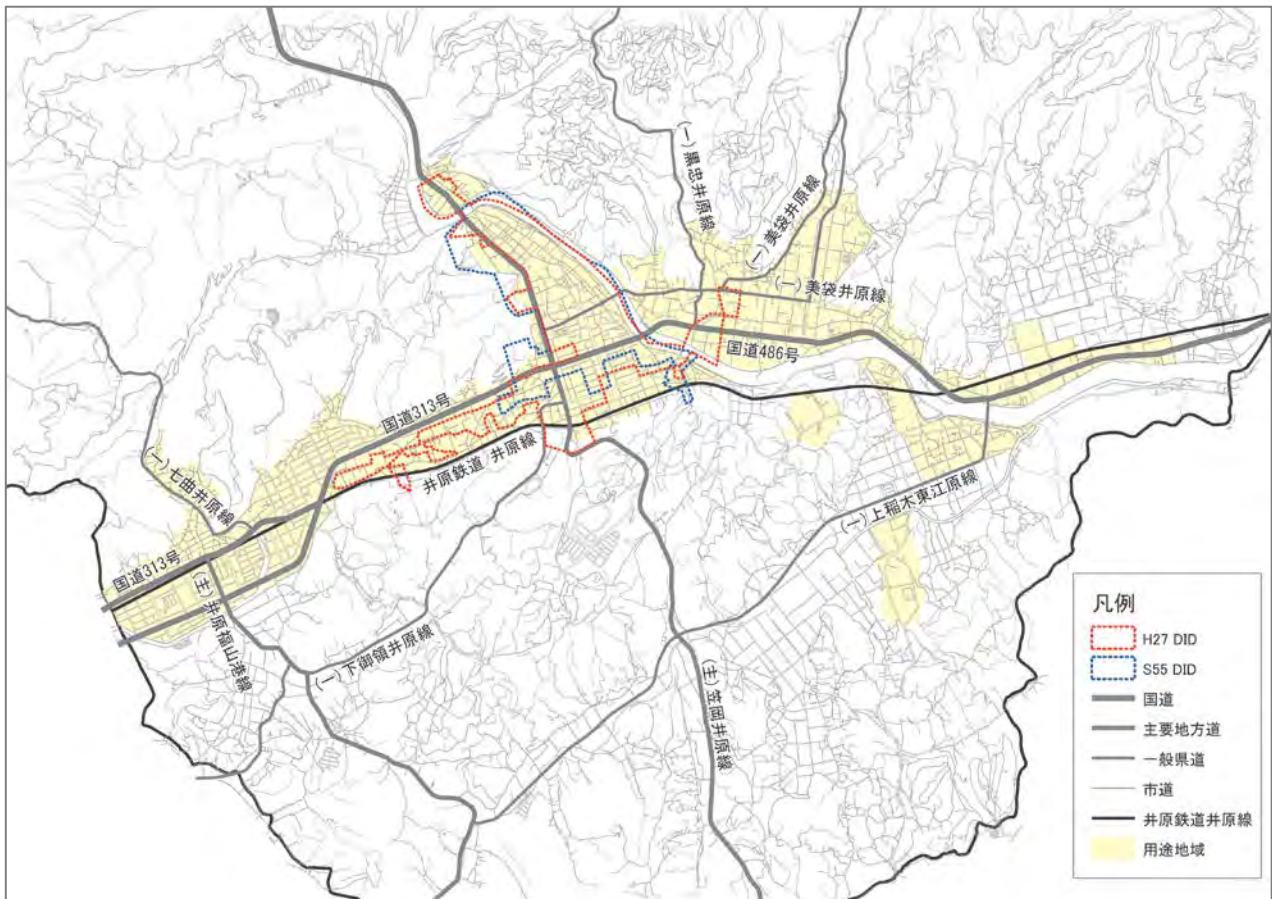 (一)黒忠井原線
(一)美袋井原線
(一)美袋井原線
国道486号
国道313号
井原鉄道 井原線
(一)七曲井原線
(一)上稲木東江原線
国道313号
(主)井原福山港線
(一)下御領井原線
(主)笠岡井原線
凡例
H27 DID
S55 DID
国道
主要地方道
一般県道
市道
井原鉄道井原線
用途地域